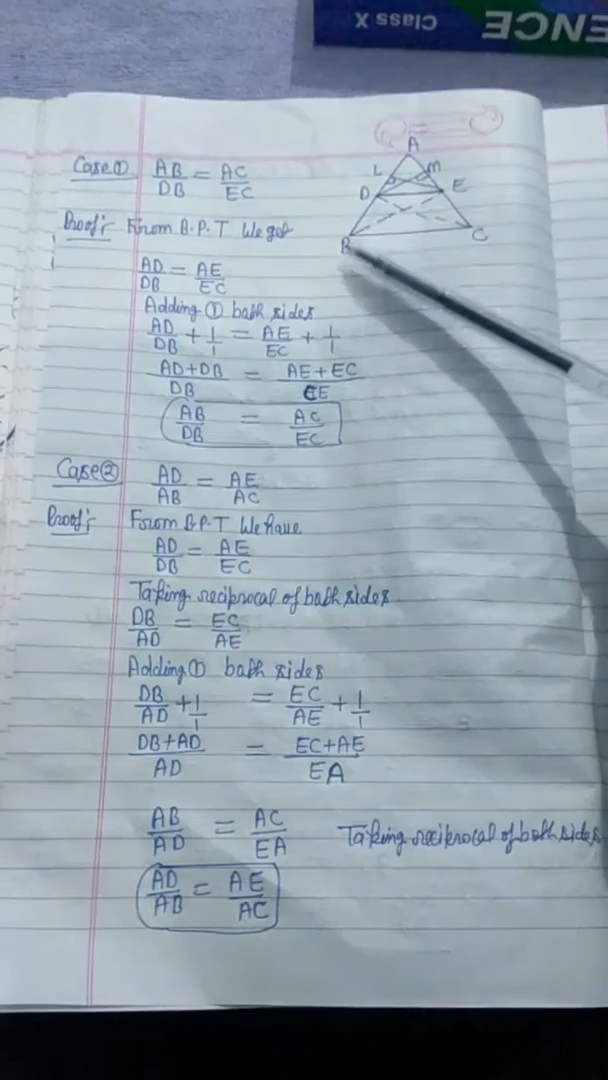 ENCE
Class X
A
L M
D E
B C
Case① AB/DB = AC/EC
Proof:- From B.P.T We get
AD/DB = AE/EC
Adding ① both sides
AD/DB + 1/1 = AE/EC + 1/1
AD+DB/DB = AE+EC/CE
AB/DB = AC/EC
Case② AD/AB = AE/AC
Proof:- From B.P.T We have
AD/DB = AE/EC
Taking reciprocal of both sides
DB/AD = EC/AE
Adding ① both sides
DB/AD + 1/1 = EC/AE + 1/1
DB+AD/AD = EC+AE/EA
AB/AD = AC/EA Taking reciprocal of both sides
AD/AB = AE/AC